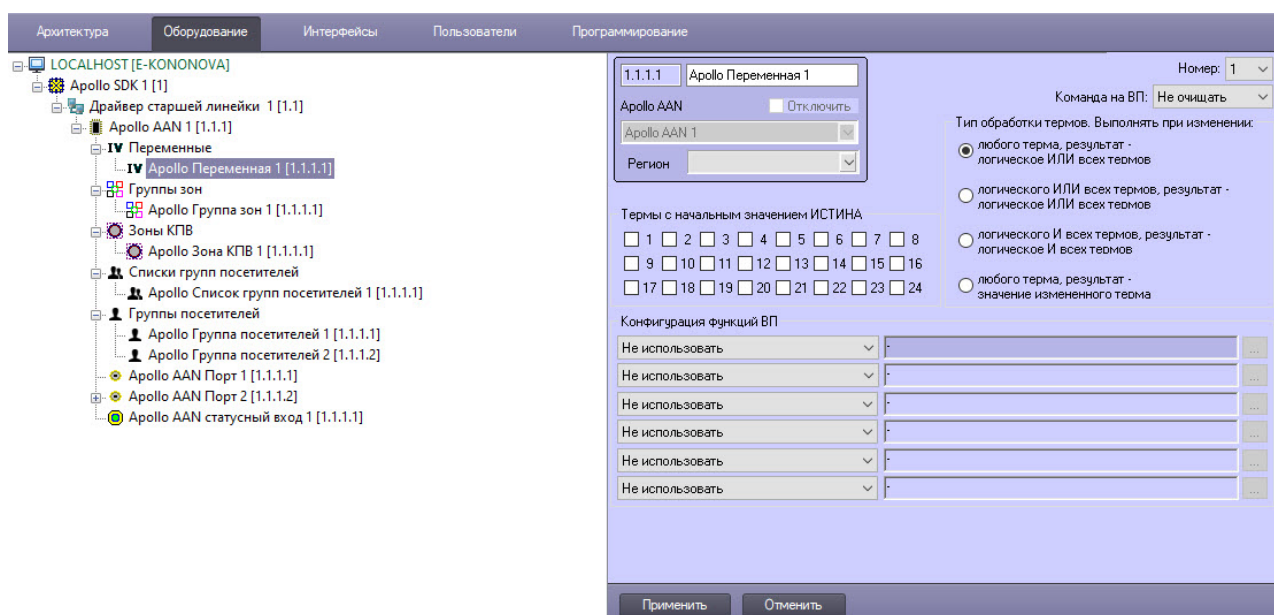 Архитектура Оборудование Интерфейсы Пользователи Программирование
LOCALHOST [E-KONONOVA]
Apollo SDK 1 [1]
Драйвер старшей линейки 1 [1.1]
Apollo AAN 1 [1.1.1]
IV Переменные
IV Apollo Переменная 1 [1.1.1.1]
Группы зон
Apollo Группа зон 1 [1.1.1.1]
Зоны КПВ
Apollo Зона КПВ 1 [1.1.1.1]
Списки групп посетителей
Apollo Список групп посетителей 1 [1.1.1.1]
Группы посетителей
Apollo Группа посетителей 1 [1.1.1.1]
Apollo Группа посетителей 2 [1.1.1.2]
Apollo AAN Порт 1 [1.1.1.1]
Apollo AAN Порт 2 [1.1.1.2]
Apollo AAN статусный вход 1 [1.1.1.1]
1.1.1.1 Apollo Переменная 1
Apollo AAN Отключить
Apollo AAN 1
Регион
Номер: 1
Команда на ВП: Не очищать
Тип обработки термов. Выполнять при изменении:
любого терма, результат -
логическое ИЛИ всех термов
логического ИЛИ всех термов, результат -
логическое ИЛИ всех термов
логического И всех термов, результат -
логическое И всех термов
любого терма, результат -
значение измененного терма
Термы с начальным значением ИСТИНА
1 2 3 4 5 6 7 8
9 10 11 12 13 14 15 16
17 18 19 20 21 22 23 24
Конфигурация функций ВП
Не использовать - ...
Не использовать - ...
Не использовать - ...
Не использовать - ...
Не использовать - ...
Не использовать - ...
Применить Отменить